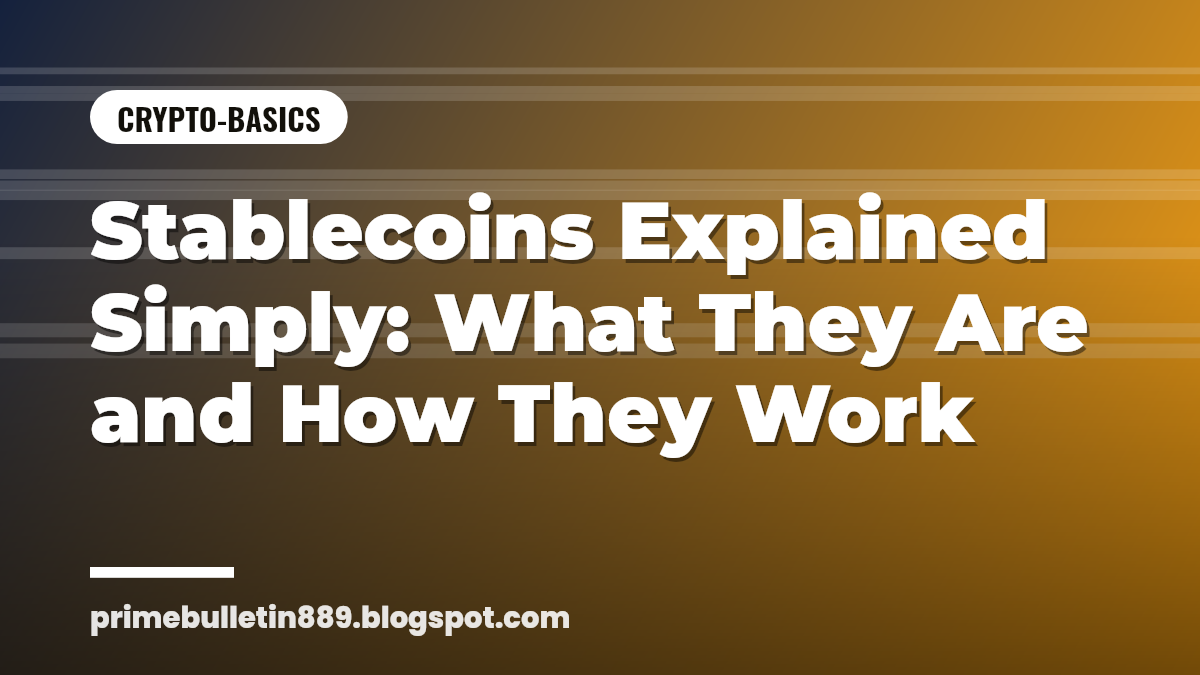 CRYPTO-BASICS
Stablecoins Explained
Simply: What They Are
and How They Work
primebulletin889.blogspot.com